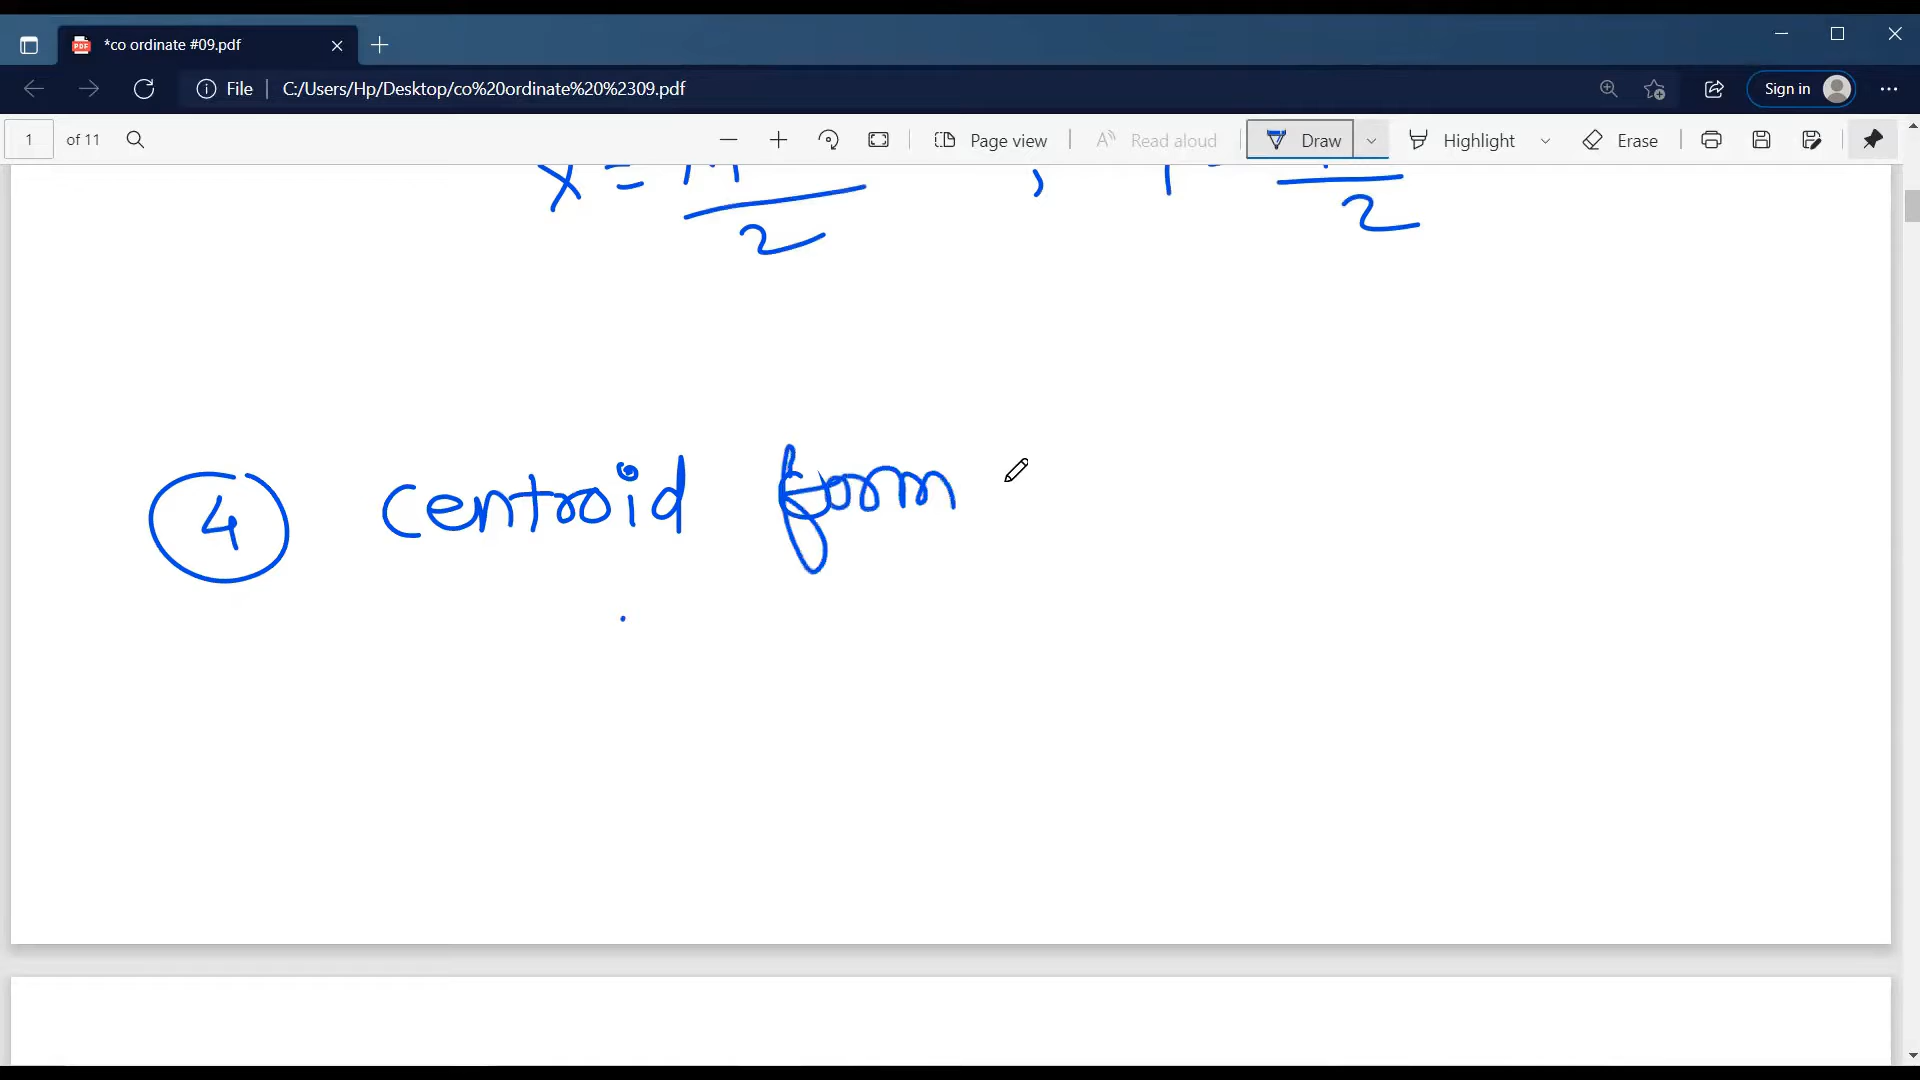 *co ordinate #09.pdf
File | C:/Users/Hp/Desktop/co%20ordinate%20%2309.pdf Sign in
1 of 11 Page view Read aloud Draw Highlight Erase
x = 2 , 2
4 centroid form